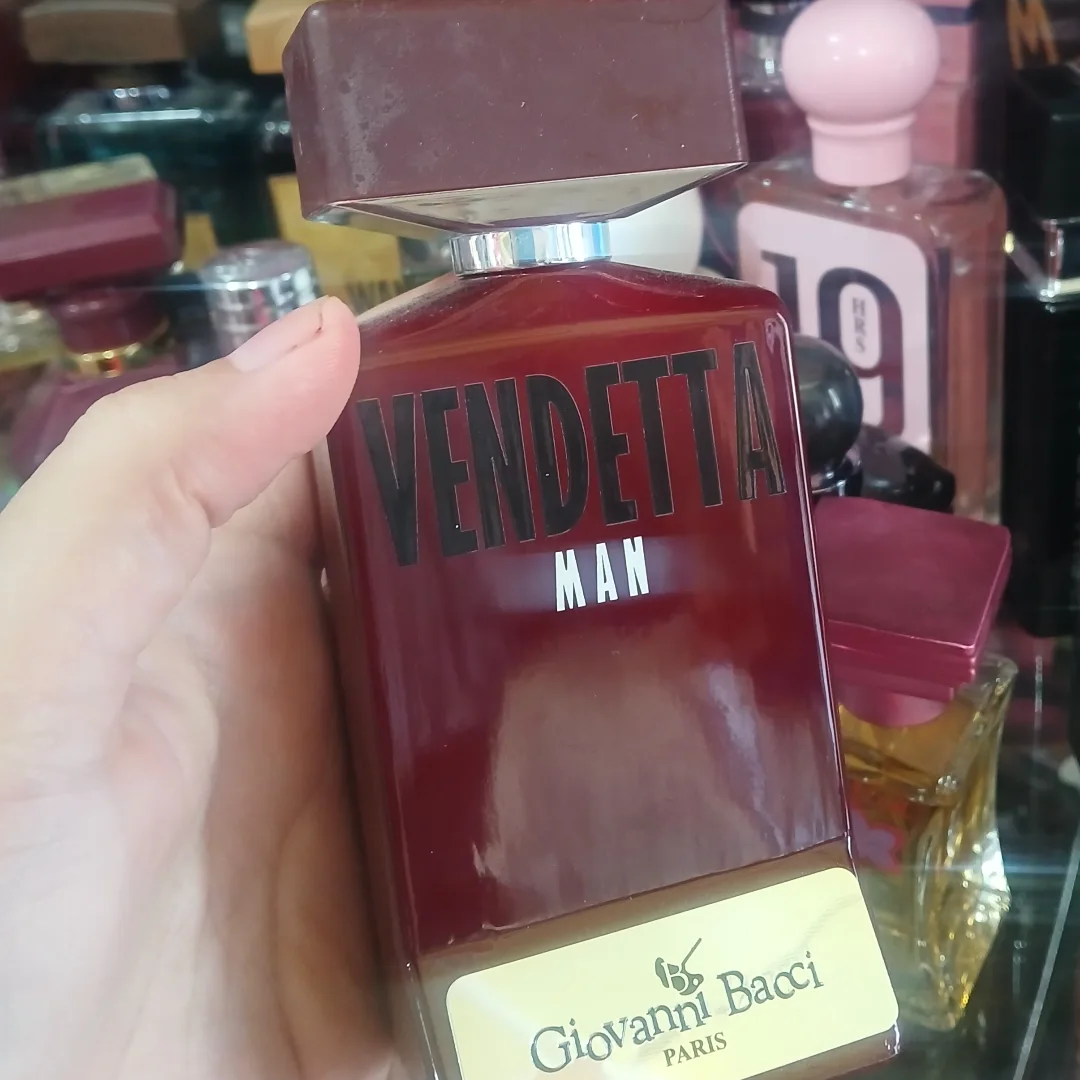 VENDETTA
MAN
19
HRS
Giovanni Bacci
PARIS